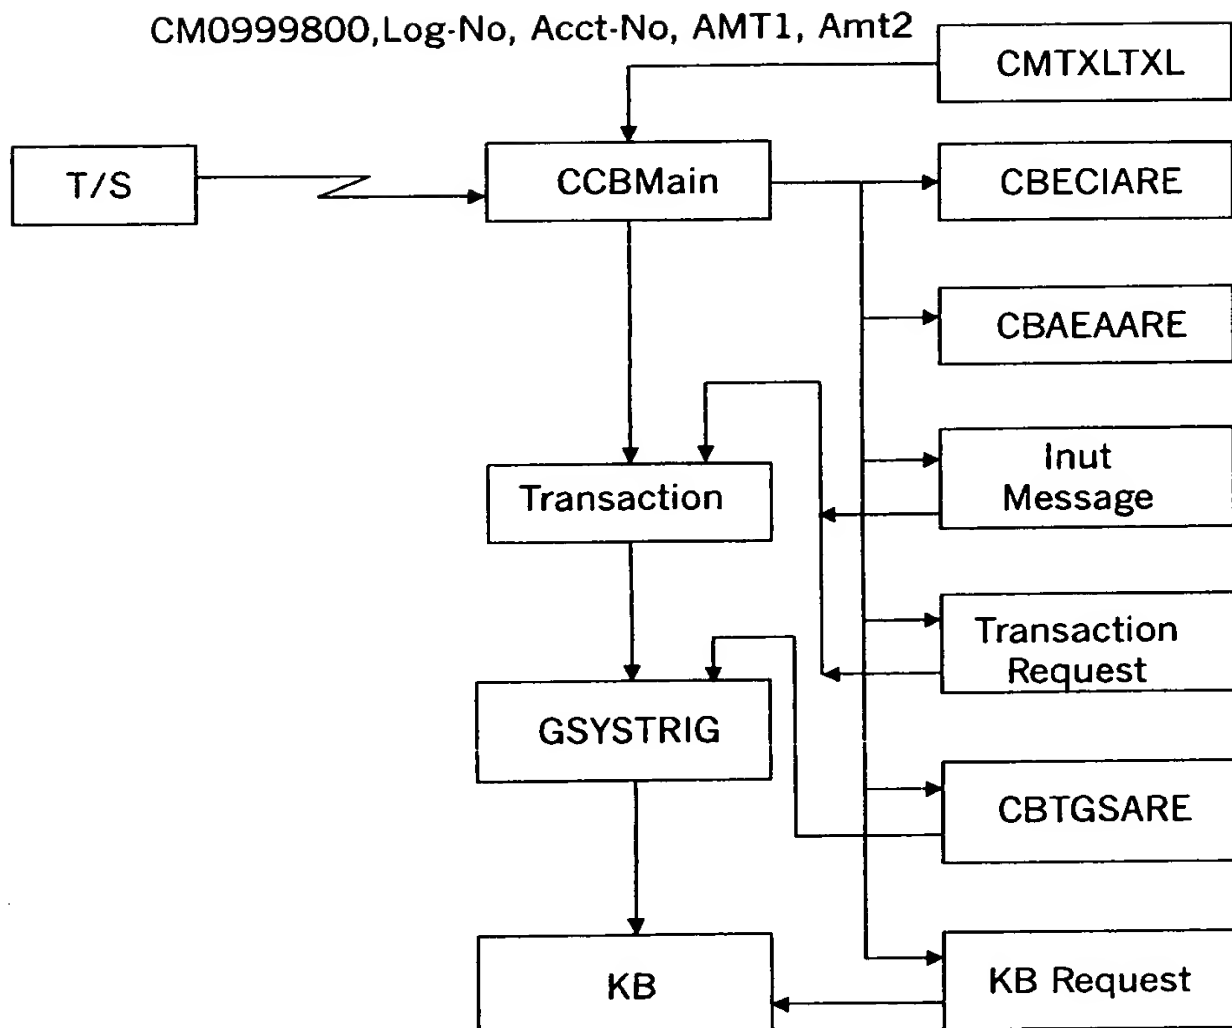 CM0999800,Log-No, Acct-No, AMT1, Amt2
CMTXLTXL
T/S
CCBMain
CBECIARE
CBAEAARE
Inut
Message
Transaction
Transaction
Request
GSYSTRIG
CBTGSARE
KB
KB Request